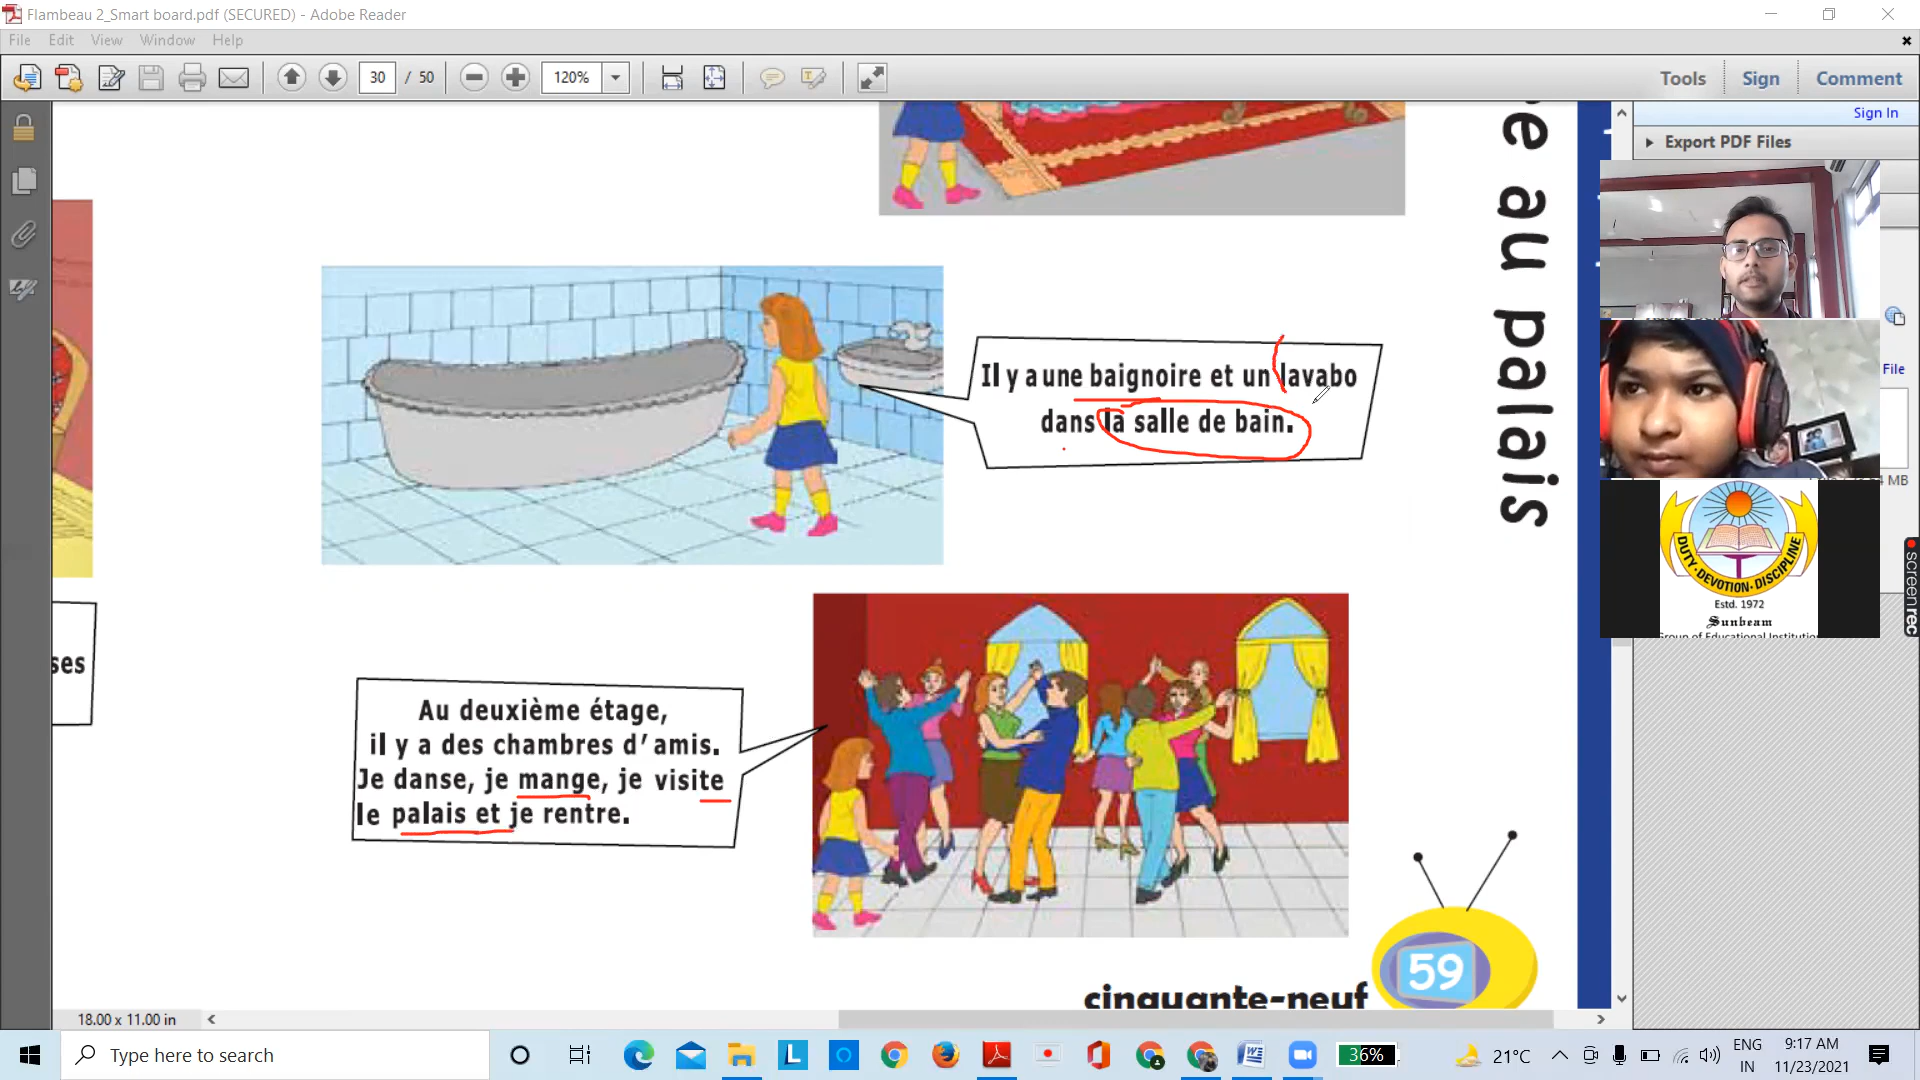 Flambeau 2_Smart board.pdf (SECURED) - Adobe Reader
File Edit View Window Help
30 / 50 120% Tools Sign Comment
Sign In
Export PDF Files
au palais
Il y a une baignoire et un lavabo
dans la salle de bain.
File
MB
DUTY·DEVOTION·DISCIPLINE
Estd. 1972
Sunbeam
Group of Educational Institution
screenrec
ses
Au deuxième étage,
il y a des chambres d'amis.
Je danse, je mange, je visite
le palais et je rentre.
59
cinquante-neuf
18.00 x 11.00 in
Type here to search
36%
21°C
ENG
IN
9:17 AM
11/23/2021